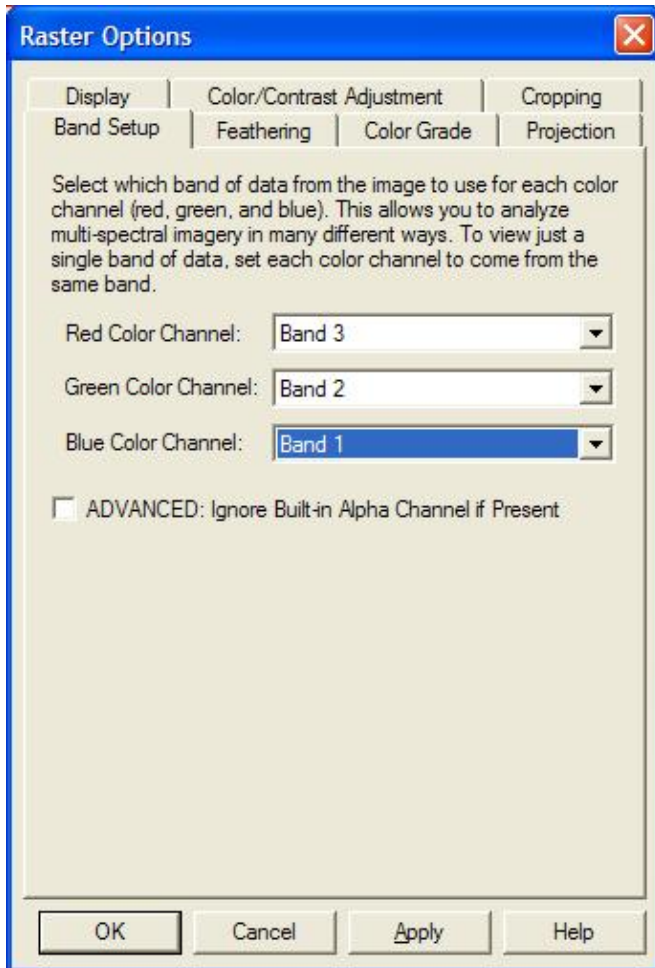 Raster Options
Display Color/Contrast Adjustment Cropping
Band Setup Feathering Color Grade Projection
Select which band of data from the image to use for each color
channel (red, green, and blue). This allows you to analyze
multi-spectral imagery in many different ways. To view just a
single band of data, set each color channel to come from the
same band.
Red Color Channel: Band 3
Green Color Channel: Band 2
Blue Color Channel: Band 1
ADVANCED: Ignore Built-in Alpha Channel if Present
OK Cancel Apply Help